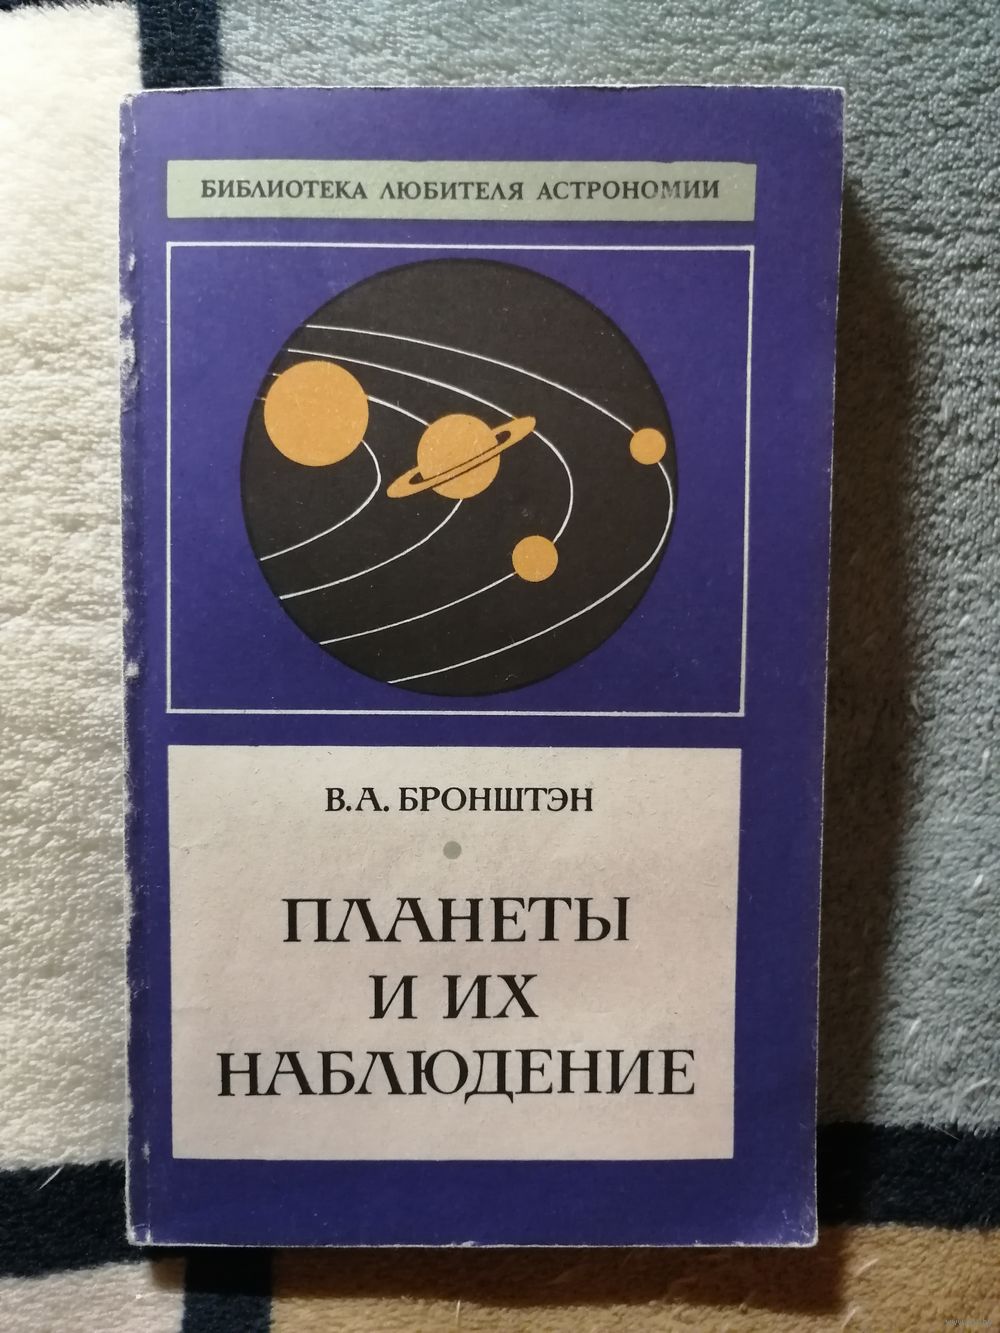 БИБЛИОТЕКА ЛЮБИТЕЛЯ АСТРОНОМИИ
В.А. БРОНШТЭН
ПЛАНЕТЫ
И ИХ
НАБЛЮДЕНИЕ